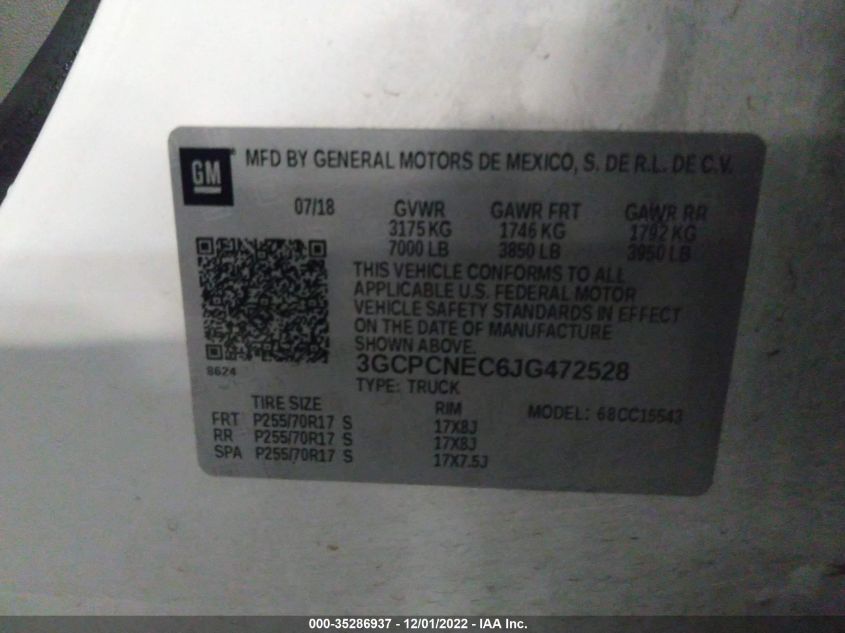 GM ® MFD BY GENERAL MOTORS DE MEXICO, S. DE R.L. DE C.V.
07/18 GVWR GAWR FRT GAWR RR
3175 KG 1746 KG 1792 KG
7000 LB 3850 LB 3950 LB
THIS VEHICLE CONFORMS TO ALL
APPLICABLE U.S. FEDERAL MOTOR
VEHICLE SAFETY STANDARDS IN EFFECT
ON THE DATE OF MANUFACTURE
SHOWN ABOVE.
8624 3GCPCNEC6JG472528
TYPE: TRUCK
TIRE SIZE RIM MODEL: 68CC15543
FRT P255/70R17 S 17X8J
RR P255/70R17 S 17X8J
SPA P255/70R17 S 17X7.5J
000-35286937 - 12/01/2022 - IAA Inc.